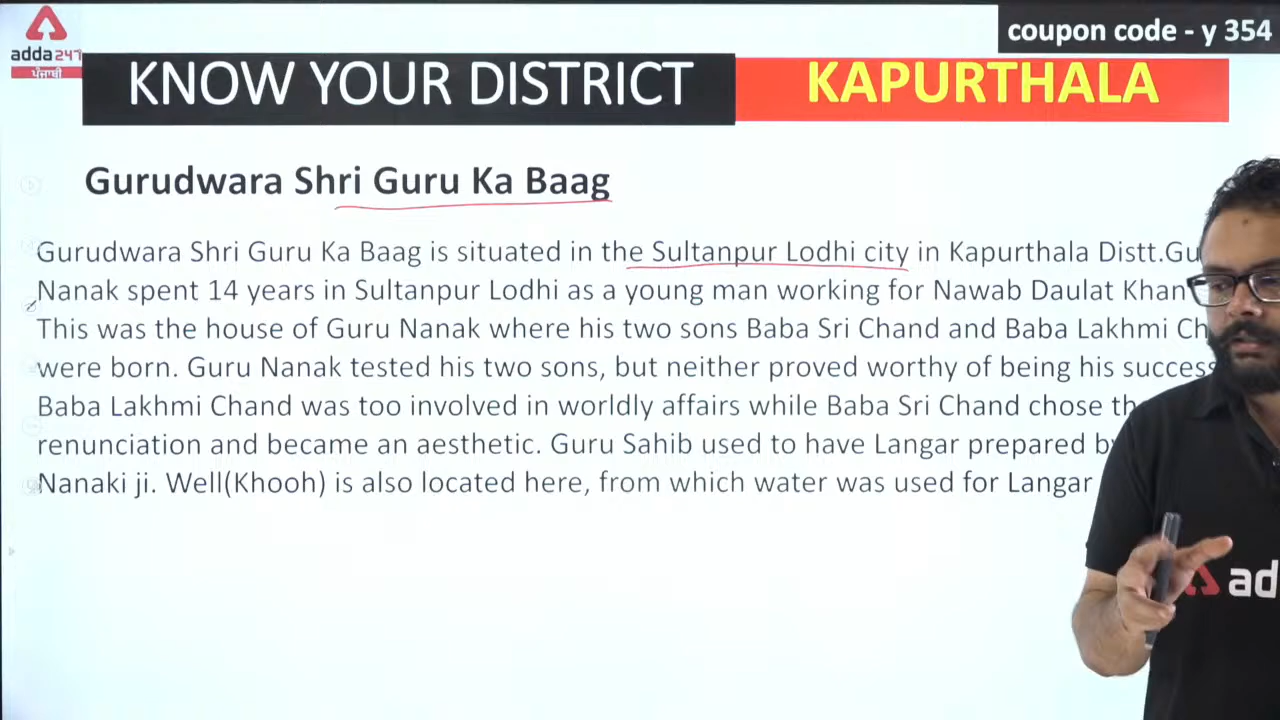 coupon code - y 354
adda247
ਪੰਜਾਬੀ
KNOW YOUR DISTRICT
KAPURTHALA
Gurudwara Shri Guru Ka Baag
Gurudwara Shri Guru Ka Baag is situated in the Sultanpur Lodhi city in Kapurthala Distt.Gu
Nanak spent 14 years in Sultanpur Lodhi as a young man working for Nawab Daulat Khan
This was the house of Guru Nanak where his two sons Baba Sri Chand and Baba Lakhmi Ch
were born. Guru Nanak tested his two sons, but neither proved worthy of being his success
Baba Lakhmi Chand was too involved in worldly affairs while Baba Sri Chand chose th
renunciation and became an aesthetic. Guru Sahib used to have Langar prepared by
Nanaki ji. Well(Khooh) is also located here, from which water was used for Langar
ad